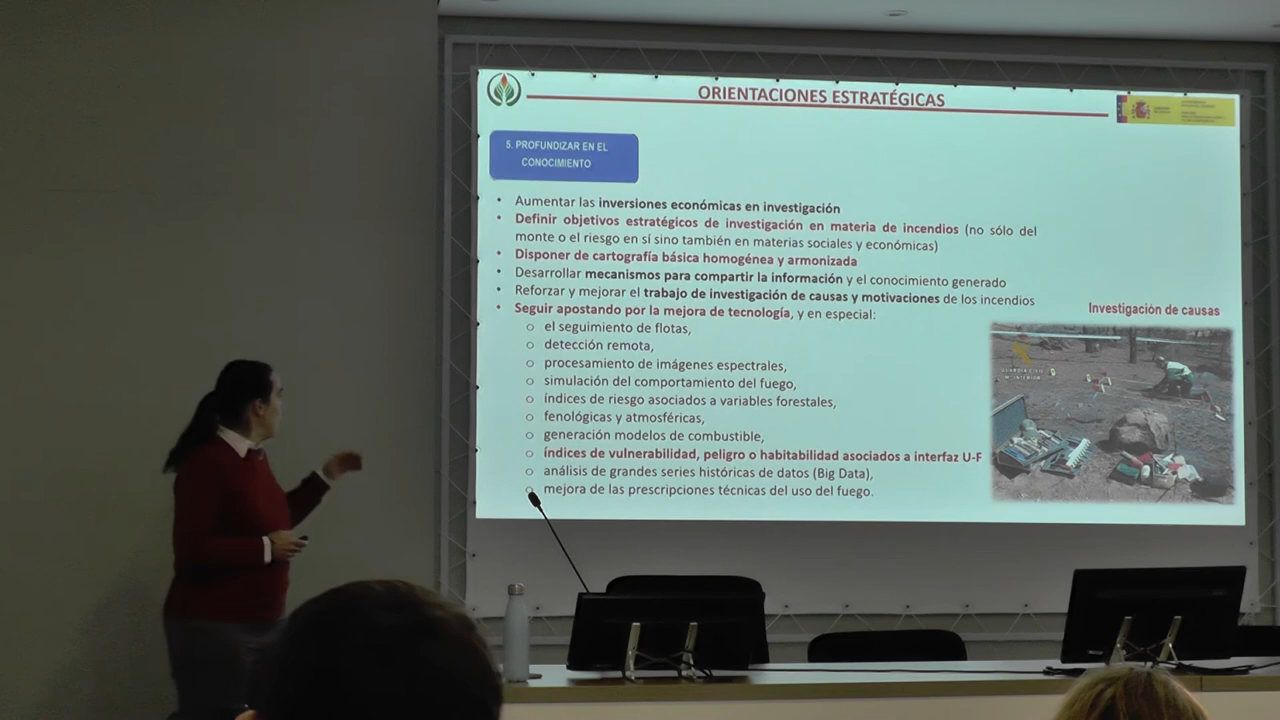 ORIENTACIONES ESTRATÉGICAS
5. PROFUNDIZAR EN EL
CONOCIMIENTO
• Aumentar las inversiones económicas en investigación
• Definir objetivos estratégicos de investigación en materia de incendios (no sólo del
monte o el riesgo en sí sino también en materias sociales y económicas)
• Disponer de cartografía básica homogénea y armonizada
• Desarrollar mecanismos para compartir la información y el conocimiento generado
• Reforzar y mejorar el trabajo de investigación de causas y motivaciones de los incendios
• Seguir apostando por la mejora de tecnología, y en especial:
o el seguimiento de flotas,
o detección remota,
o procesamiento de imágenes espectrales,
o simulación del comportamiento del fuego,
o índices de riesgo asociados a variables forestales,
o fenológicas y atmosféricas,
o generación modelos de combustible,
o índices de vulnerabilidad, peligro o habitabilidad asociados a interfaz U-F
o análisis de grandes series históricas de datos (Big Data),
o mejora de las prescripciones técnicas del uso del fuego.
Investigación de causas
GUARDIA CIVIL
M. INTERIOR